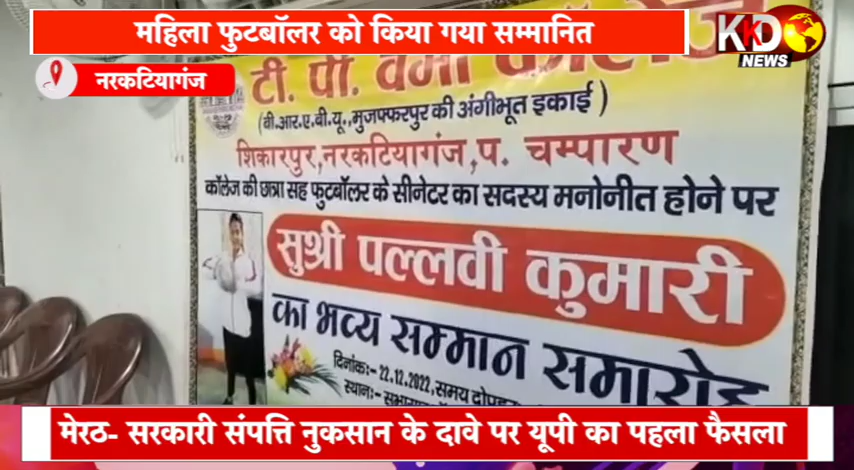 महिला फुटबॉलर को किया गया सम्मानित
KKD
NEWS
नरकटियागंज
टी. पी. वर्मा कॉलेज
(बी.आर.ए.बी.यू.,मुजफ्फरपुर की अंगीभूत इकाई)
शिकारपुर,नरकटियागंज,प. चम्पारण
कॉलेज की छात्रा सह फुटबॉलर के सीनेटर का सदस्य मनोनीत होने पर
सुश्री पल्लवी कुमारी
का भव्य सम्मान समारोह
दिनांकः- 22.12.2022, समय दोपहर
स्थानः-
मेरठ- सरकारी संपत्ति नुकसान के दावे पर यूपी का पहला फैसला